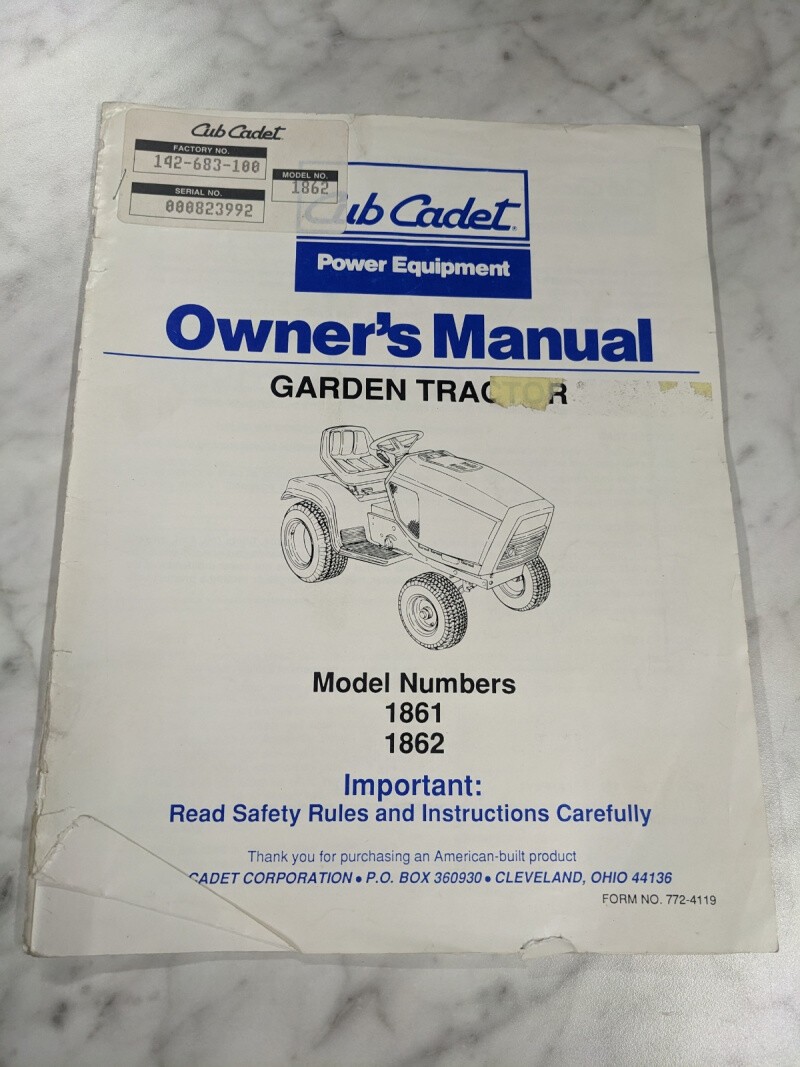 Cub Cadet
FACTORY NO.
142-683-100
MODEL NO.
1862
SERIAL NO.
000823992
Cub Cadet®
Power Equipment
Owner's Manual
GARDEN TRACTOR
Model Numbers
1861
1862
Important:
Read Safety Rules and Instructions Carefully
Thank you for purchasing an American-built product
CADET CORPORATION • P.O. BOX 360930 • CLEVELAND, OHIO 44136
FORM NO. 772-4119